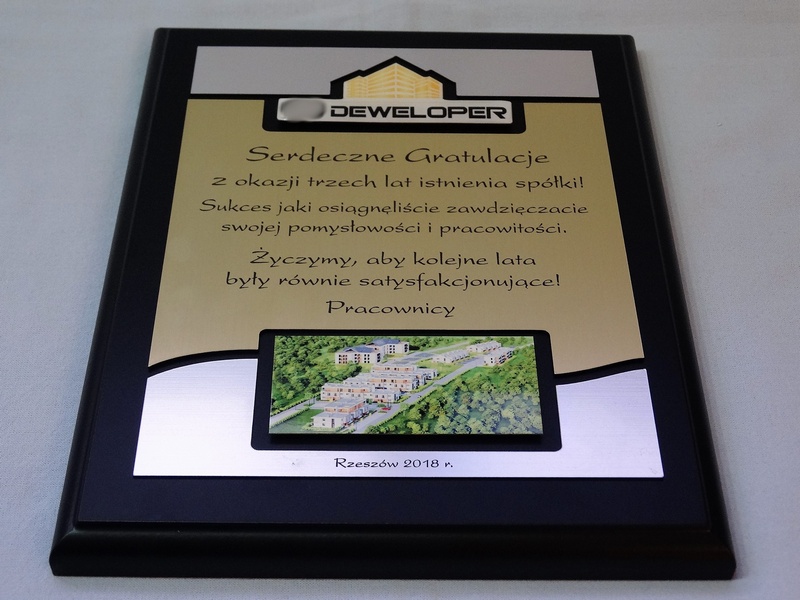 DEWELOPER
Serdeczne Gratulacje
z okazji trzech lat istnienia spółki!
Sukces jaki osiągnęliście zawdzięczacie
swojej pomysłowości i pracowitości.
Życzymy, aby kolejne lata
były równie satysfakcjonujące!
Pracownicy
Rzeszów 2018 r.